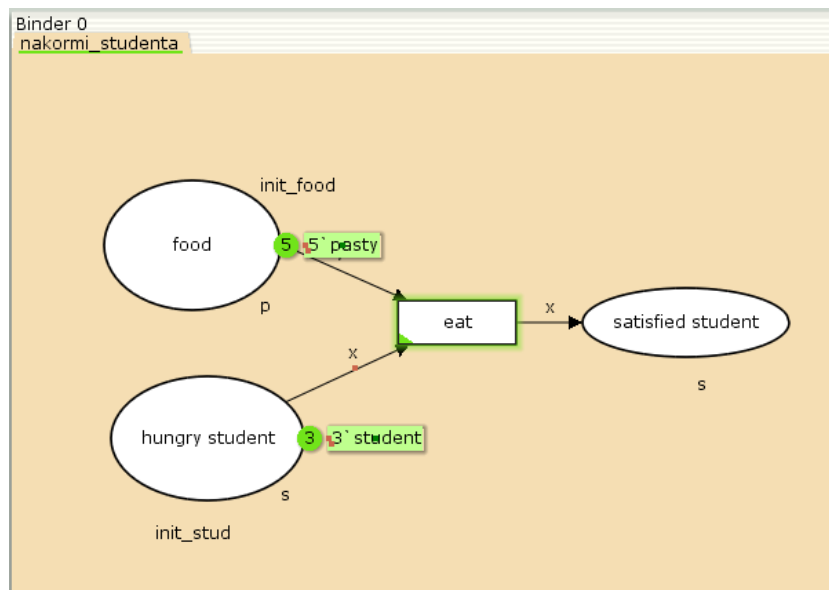 Binder 0
nakormi_studenta
init_food
food
5
5`pasty
p
eat
x
satisfied student
s
x
hungry student
3
3`student
s
init_stud